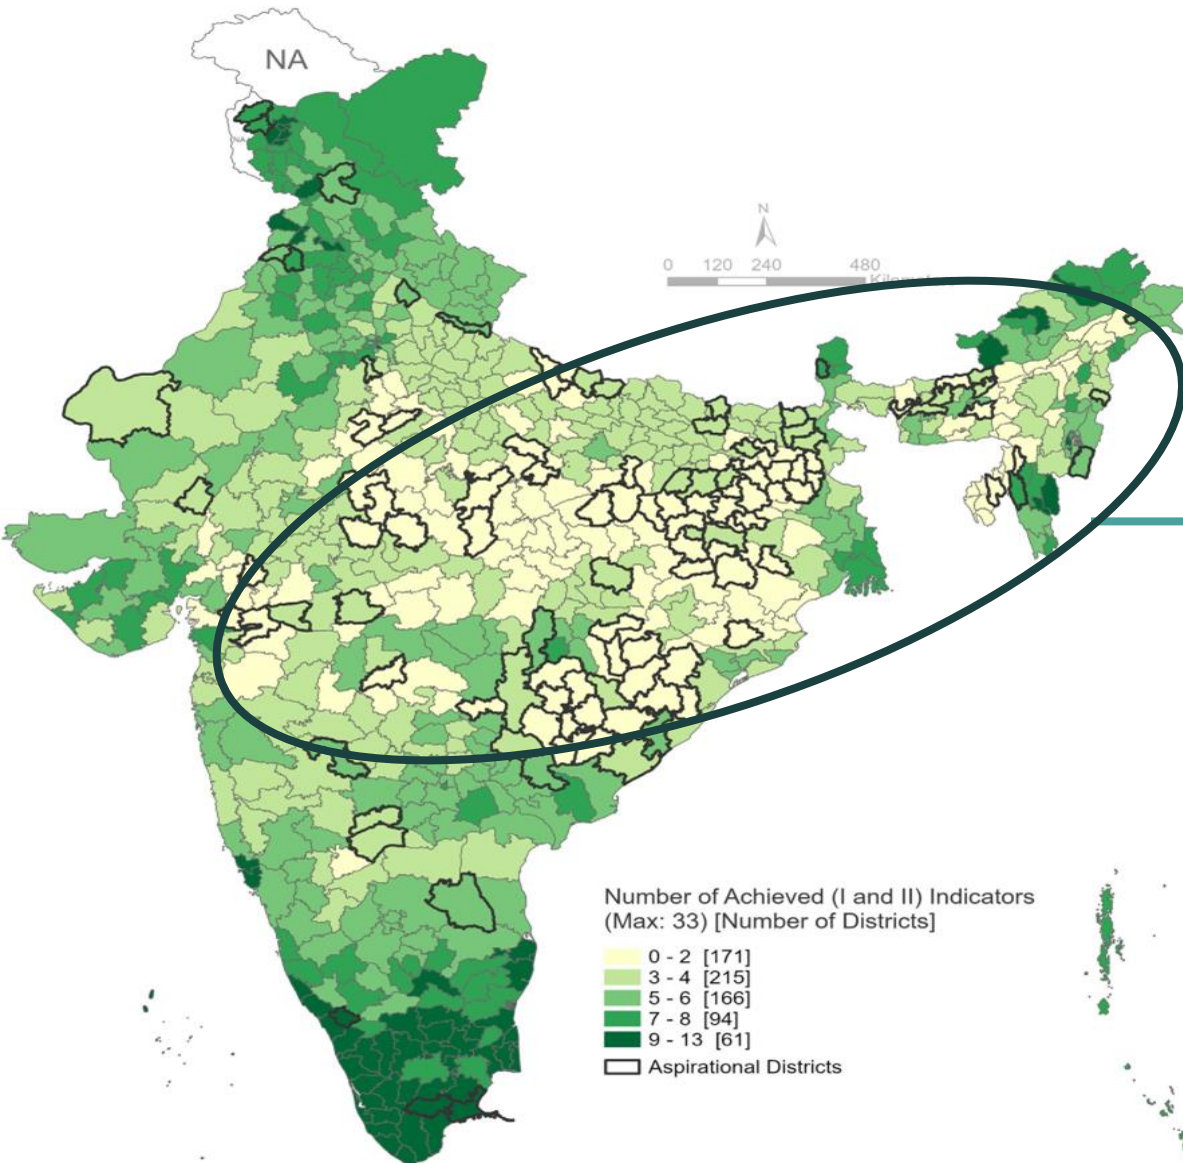 NA
NA
N
0 120 240 480
Number of Achieved (I and II) Indicators
(Max: 33) [Number of Districts]
0 - 2 [171]
3 - 4 [215]
5 - 6 [166]
7 - 8 [94]
9 - 13 [61]
Aspirational Districts